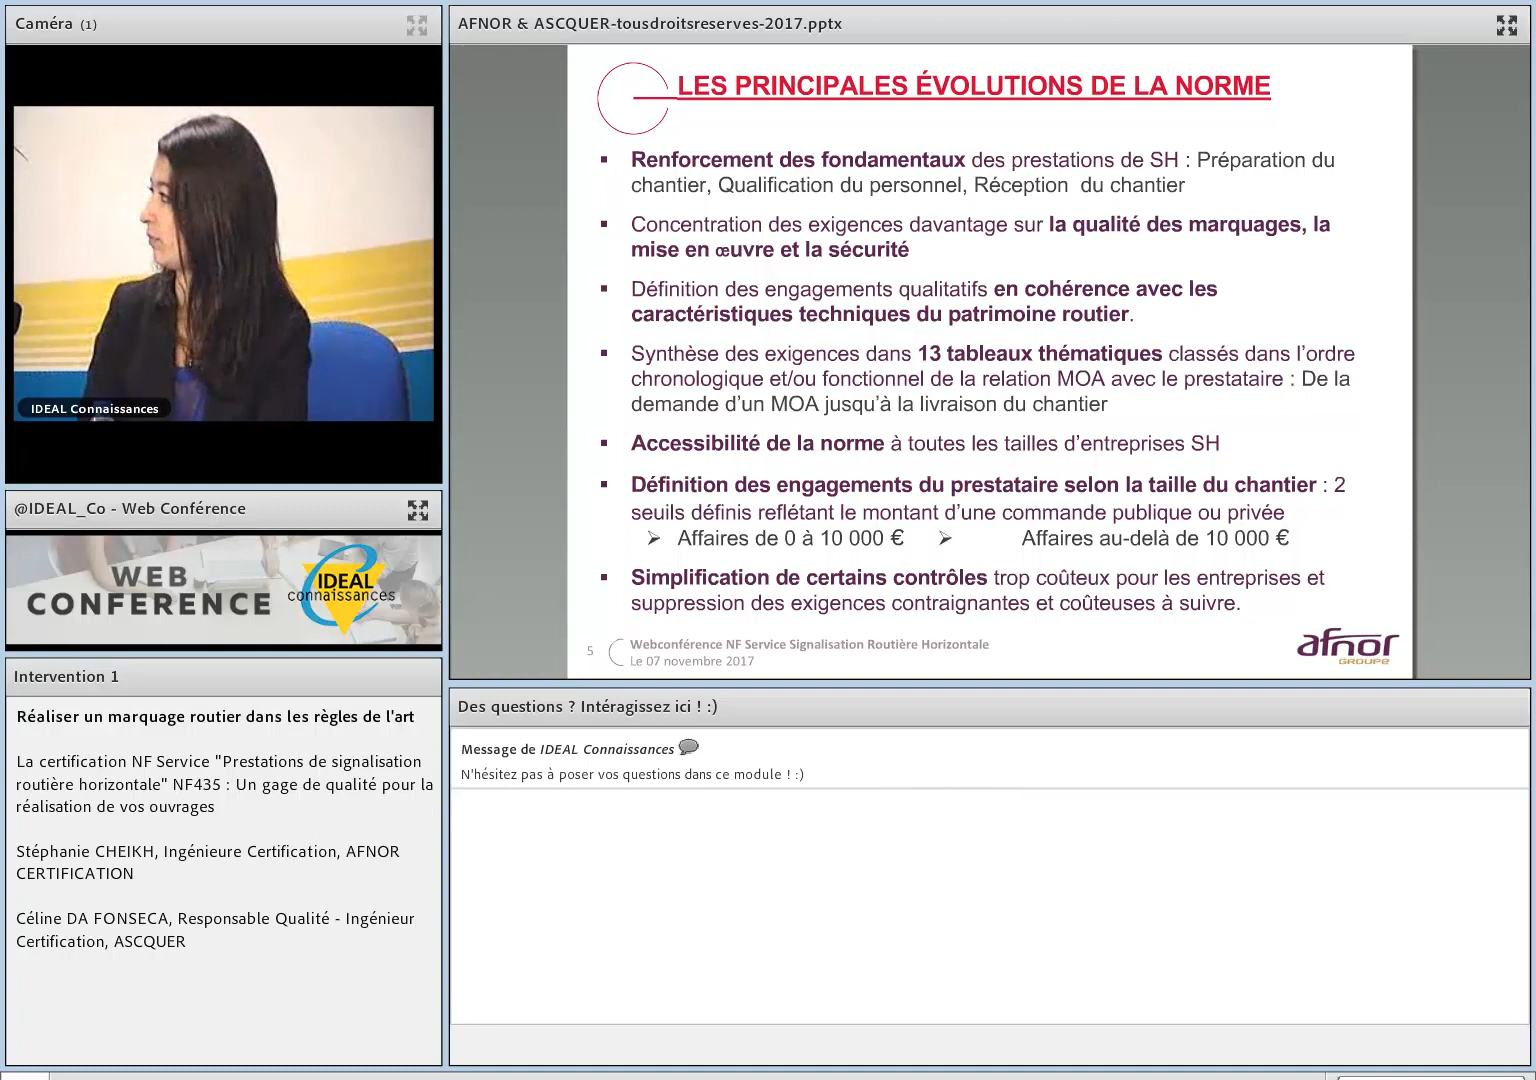 Caméra (1)
IDEAL Connaissances
@IDEAL_Co - Web Conférence
WEB
CONFERENCE
IDEAL
connaissances
Intervention 1
Réaliser un marquage routier dans les règles de l'art
La certification NF Service "Prestations de signalisation
routière horizontale" NF435 : Un gage de qualité pour la
réalisation de vos ouvrages
Stéphanie CHEIKH, Ingénieure Certification, AFNOR
CERTIFICATION
Céline DA FONSECA, Responsable Qualité - Ingénieur
Certification, ASCQUER
AFNOR & ASCQUER-tousdroitsreserves-2017.pptx
LES PRINCIPALES ÉVOLUTIONS DE LA NORME
▪ Renforcement des fondamentaux des prestations de SH : Préparation du
chantier, Qualification du personnel, Réception du chantier
▪ Concentration des exigences davantage sur la qualité des marquages, la
mise en œuvre et la sécurité
▪ Définition des engagements qualitatifs en cohérence avec les
caractéristiques techniques du patrimoine routier.
▪ Synthèse des exigences dans 13 tableaux thématiques classés dans l’ordre
chronologique et/ou fonctionnel de la relation MOA avec le prestataire : De la
demande d’un MOA jusqu’à la livraison du chantier
▪ Accessibilité de la norme à toutes les tailles d’entreprises SH
▪ Définition des engagements du prestataire selon la taille du chantier : 2
seuils définis reflétant le montant d’une commande publique ou privée
➢ Affaires de 0 à 10 000 € ➢ Affaires au-delà de 10 000 €
▪ Simplification de certains contrôles trop coûteux pour les entreprises et
suppression des exigences contraignantes et coûteuses à suivre.
5
Webconférence NF Service Signalisation Routière Horizontale
Le 07 novembre 2017
afnor
GROUPE
Des questions ? Intéragissez ici ! :)
Message de IDEAL Connaissances
N'hésitez pas à poser vos questions dans ce module ! :)